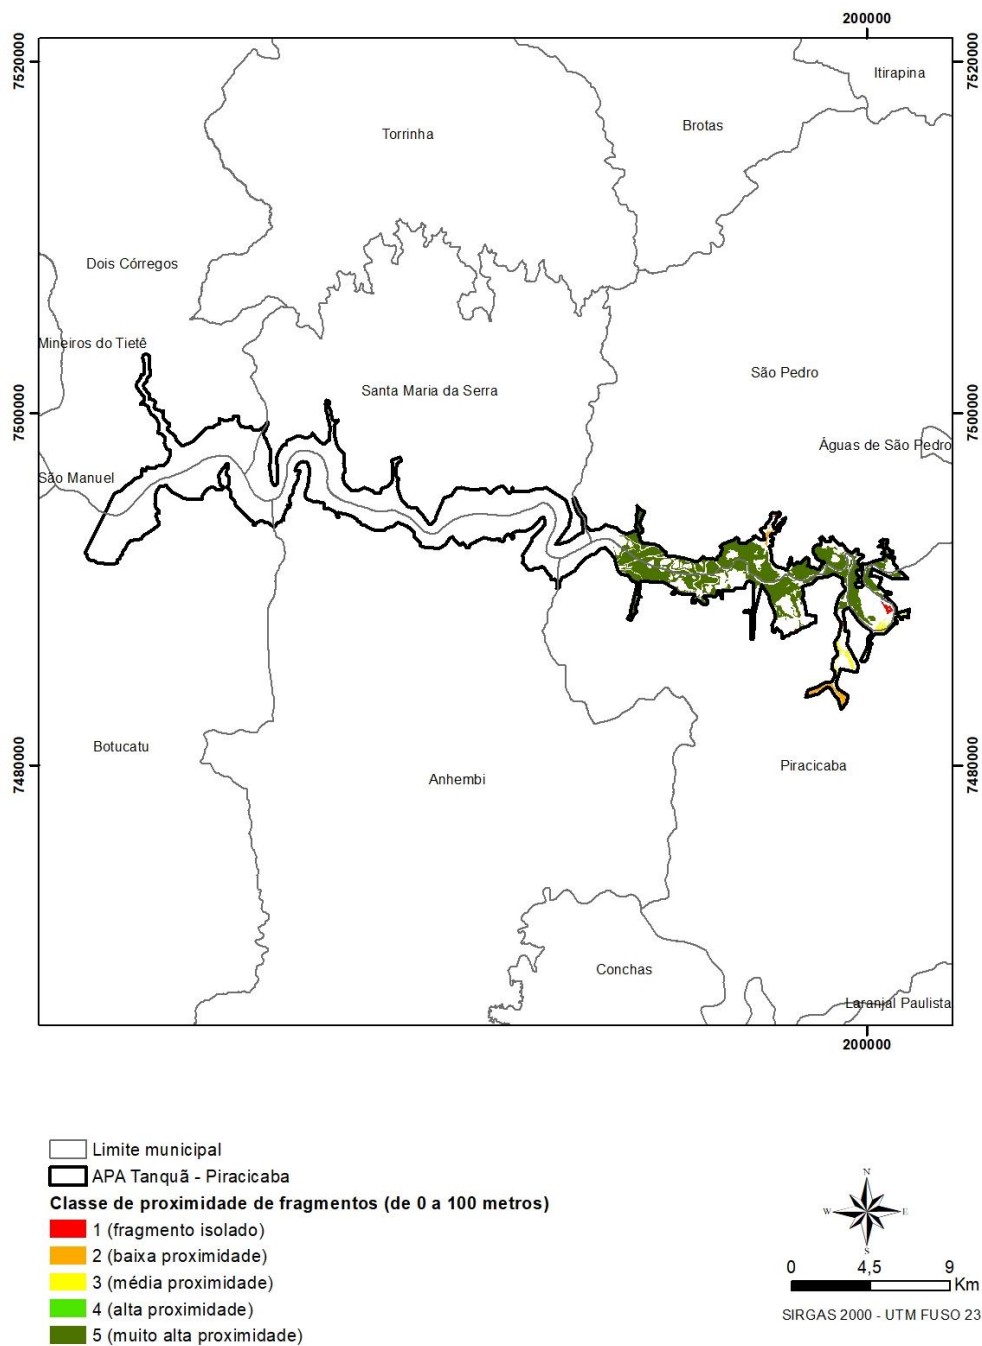 200000
7520000
7520000
Itirapina
Brotas
Torrinha
Dois Córregos
Mineiros do Tietê
São Pedro
Santa Maria da Serra
7500000
7500000
Águas de São Pedro
São Manuel
Botucatu
7480000
7480000
Piracicaba
Anhembi
Conchas
Laranjal Paulista
200000
Limite municipal
APA Tanquã - Piracicaba
Classe de proximidade de fragmentos (de 0 a 100 metros)
1 (fragmento isolado)
2 (baixa proximidade)
3 (média proximidade)
4 (alta proximidade)
5 (muito alta proximidade)
N
W
E
S
0 4,5 9
Km
SIRGAS 2000 - UTM FUSO 23